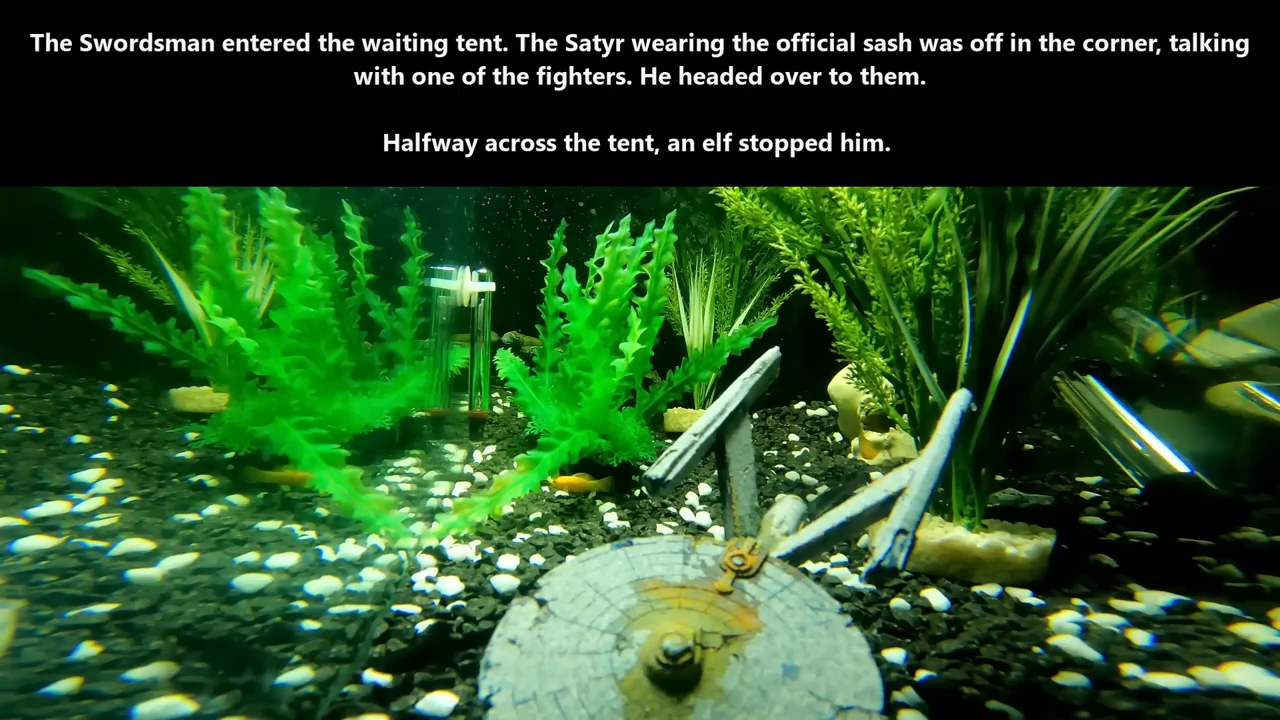 The Swordsman entered the waiting tent. The Satyr wearing the official sash was off in the corner, talking
with one of the fighters. He headed over to them.
Halfway across the tent, an elf stopped him.